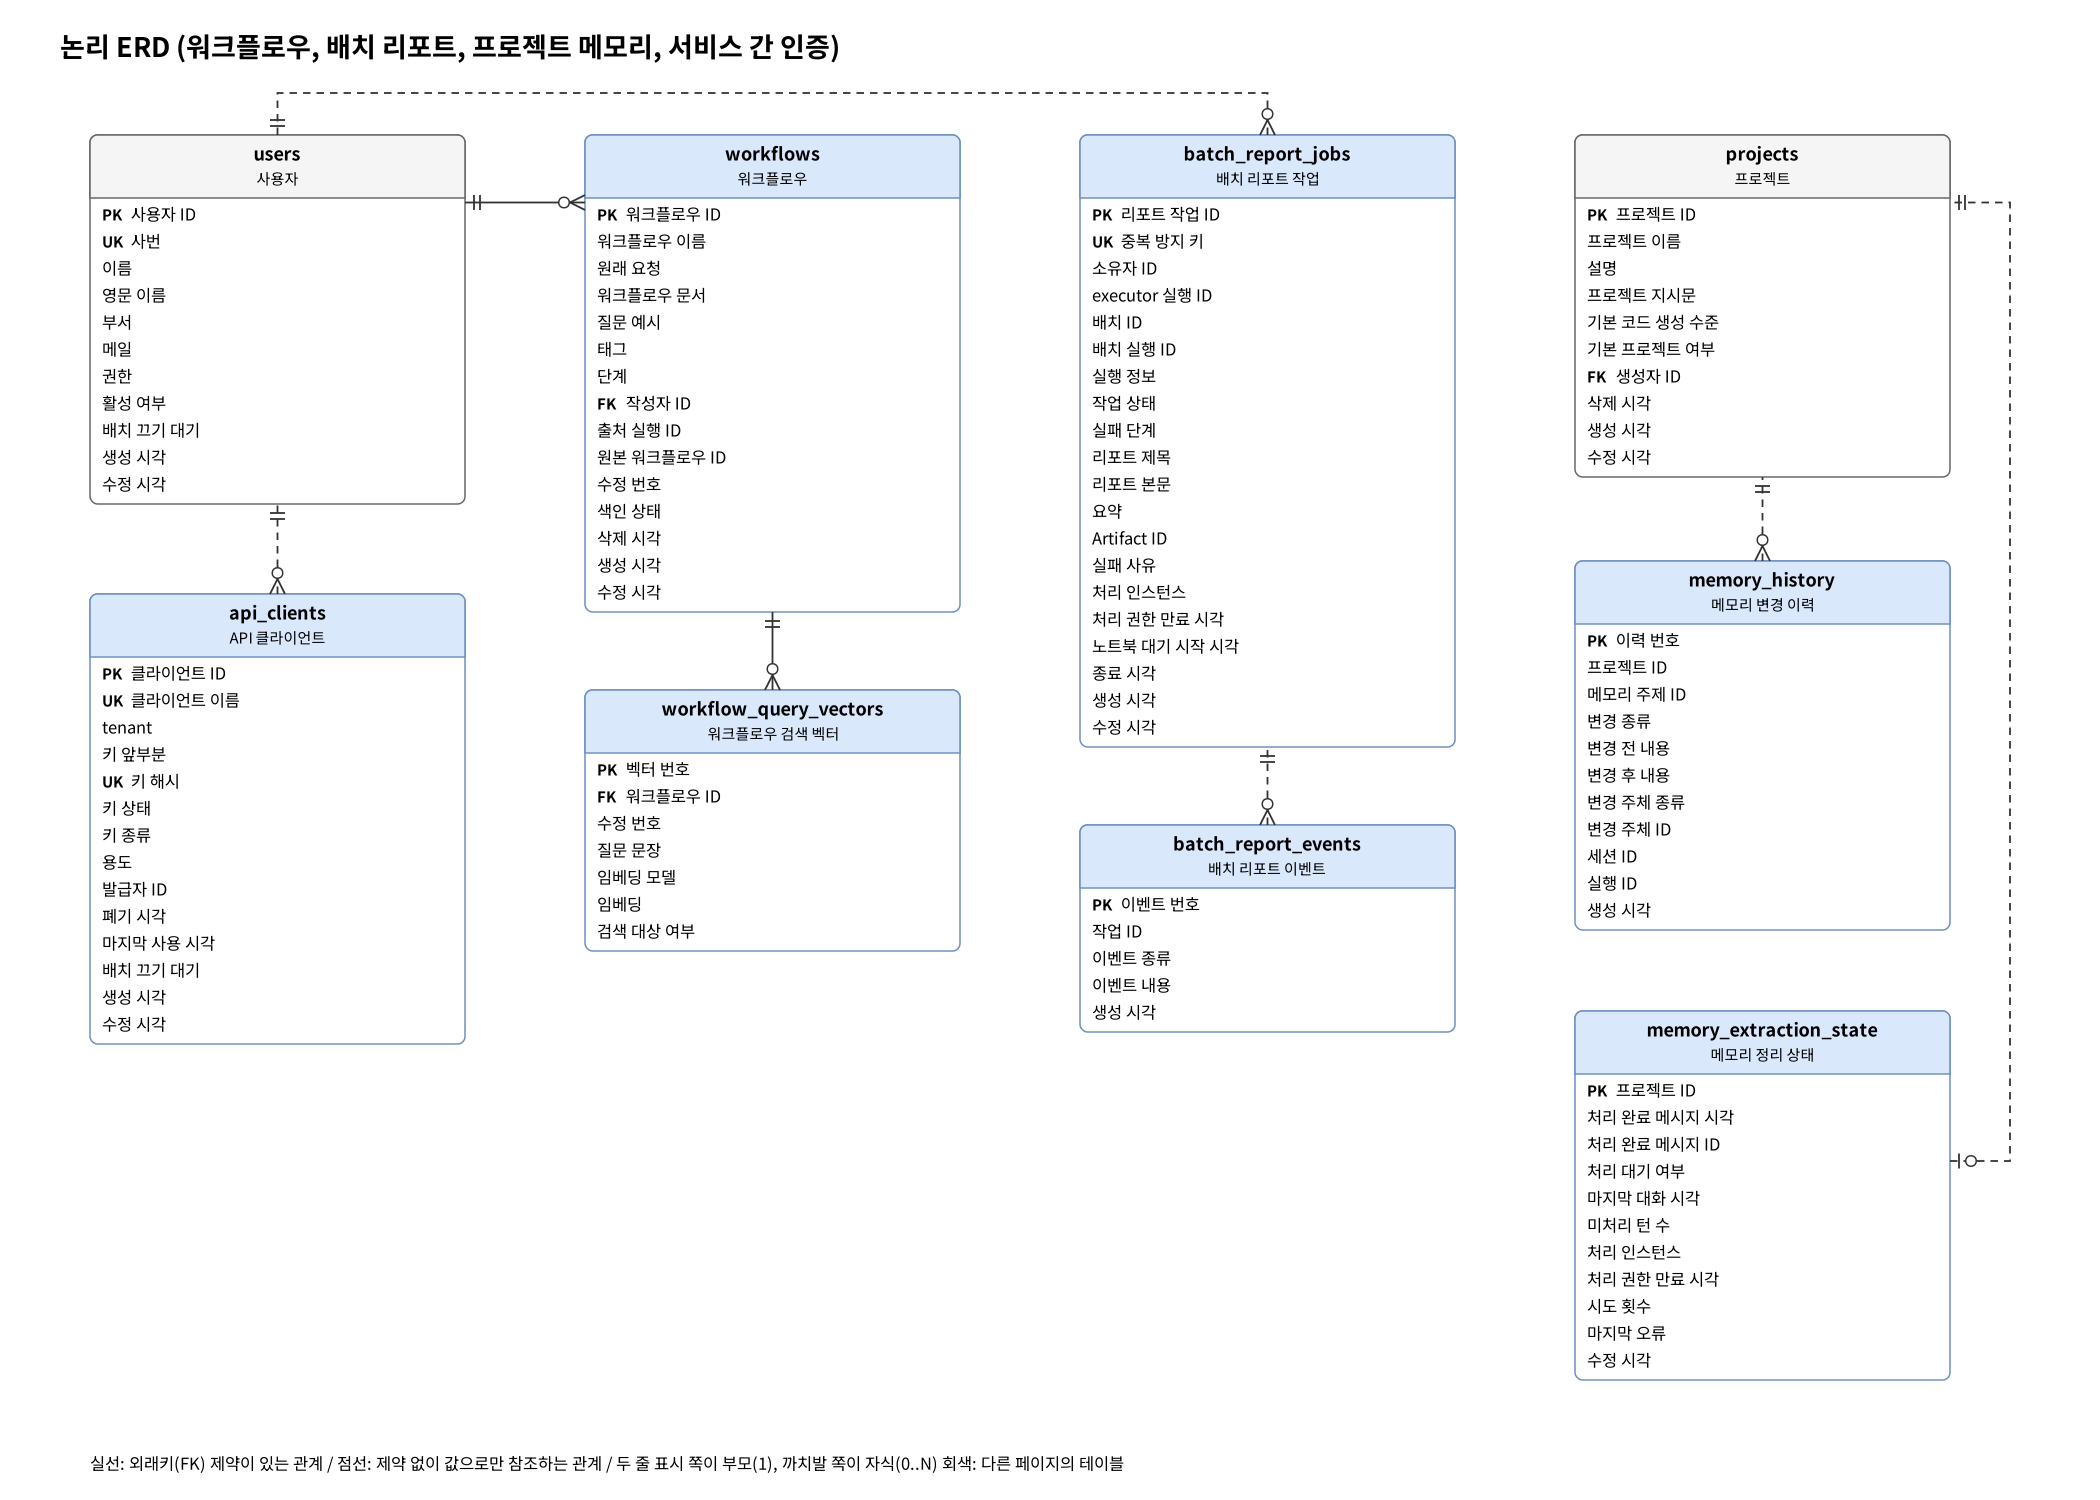 논리 ERD (워크플로우, 배치 리포트, 프로젝트 메모리, 서비스 간 인증)
users
사용자
PK 사용자 ID
UK 사번
이름
영문 이름
부서
메일
권한
활성 여부
배치 끄기 대기
생성 시각
수정 시각
api_clients
API 클라이언트
PK 클라이언트 ID
UK 클라이언트 이름
tenant
키 앞부분
UK 키 해시
키 상태
키 종류
용도
발급자 ID
폐기 시각
마지막 사용 시각
배치 끄기 대기
생성 시각
수정 시각
workflows
워크플로우
PK 워크플로우 ID
워크플로우 이름
원래 요청
워크플로우 문서
질문 예시
태그
단계
FK 작성자 ID
출처 실행 ID
원본 워크플로우 ID
수정 번호
색인 상태
삭제 시각
생성 시각
수정 시각
workflow_query_vectors
워크플로우 검색 벡터
PK 벡터 번호
FK 워크플로우 ID
수정 번호
질문 문장
임베딩 모델
임베딩
검색 대상 여부
batch_report_jobs
배치 리포트 작업
PK 리포트 작업 ID
UK 중복 방지 키
소유자 ID
executor 실행 ID
배치 ID
배치 실행 ID
실행 정보
작업 상태
실패 단계
리포트 제목
리포트 본문
요약
Artifact ID
실패 사유
처리 인스턴스
처리 권한 만료 시각
노트북 대기 시작 시각
종료 시각
생성 시각
수정 시각
batch_report_events
배치 리포트 이벤트
PK 이벤트 번호
작업 ID
이벤트 종류
이벤트 내용
생성 시각
projects
프로젝트
PK 프로젝트 ID
프로젝트 이름
설명
프로젝트 지시문
기본 코드 생성 수준
기본 프로젝트 여부
FK 생성자 ID
삭제 시각
생성 시각
수정 시각
memory_history
메모리 변경 이력
PK 이력 번호
프로젝트 ID
메모리 주제 ID
변경 종류
변경 전 내용
변경 후 내용
변경 주체 종류
변경 주체 ID
세션 ID
실행 ID
생성 시각
memory_extraction_state
메모리 정리 상태
PK 프로젝트 ID
처리 완료 메시지 시각
처리 완료 메시지 ID
처리 대기 여부
마지막 대화 시각
미처리 턴 수
처리 인스턴스
처리 권한 만료 시각
시도 횟수
마지막 오류
수정 시각
실선: 외래키(FK) 제약이 있는 관계 / 점선: 제약 없이 값으로만 참조하는 관계 / 두 줄 표시 쪽이 부모(1), 까치발 쪽이 자식(0..N) 회색: 다른 페이지의 테이블